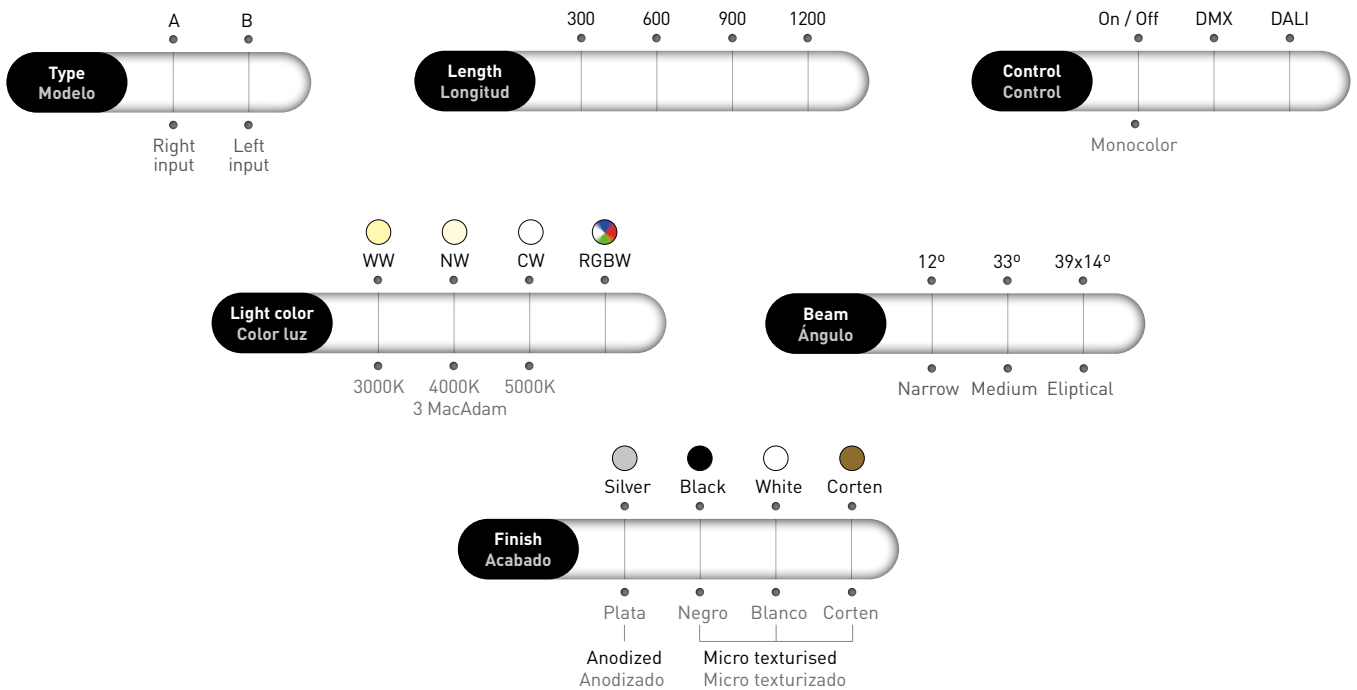 A B
Type
Modelo
Right
input
Left
input
300 600 900 1200
Length
Longitud
On / Off DMX DALI
Control
Control
Monocolor
WW NW CW RGBW
Light color
Color luz
3000K 4000K 5000K
3 MacAdam
12º 33º 39x14º
Beam
Ángulo
Narrow Medium Eliptical
Silver Black White Corten
Finish
Acabado
Plata Negro Blanco Corten
Anodized
Anodizado
Micro texturised
Micro texturizado